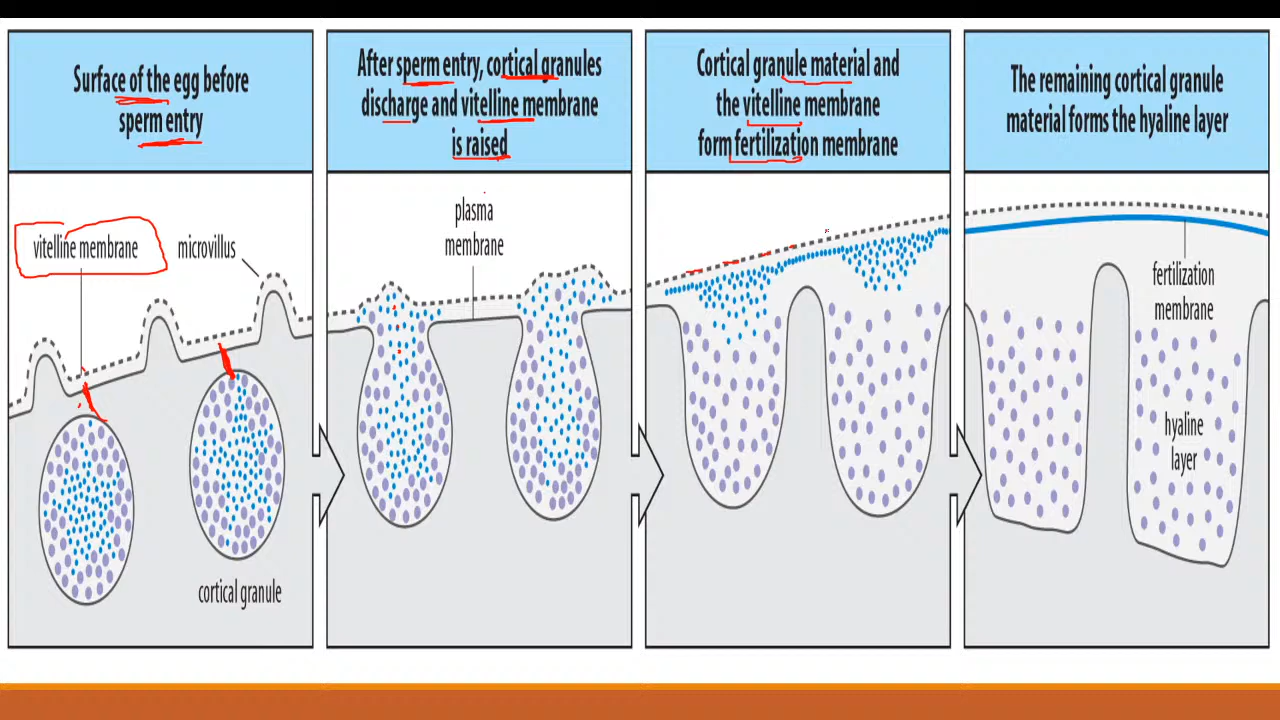 Surface of the egg before
sperm entry
After sperm entry, cortical granules
discharge and vitelline membrane
is raised
Cortical granule material and
the vitelline membrane
form fertilization membrane
The remaining cortical granule
material forms the hyaline layer
vitelline membrane
microvillus
cortical granule
plasma
membrane
fertilization
membrane
hyaline
layer